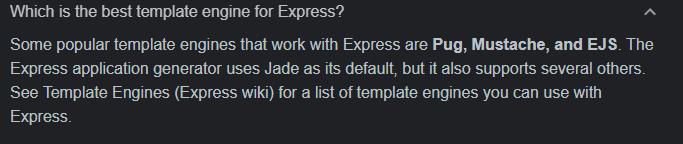 Which is the best template engine for Express?
Some popular template engines that work with Express are Pug, Mustache, and EJS. The
Express application generator uses Jade as its default, but it also supports several others.
See Template Engines (Express wiki) for a list of template engines you can use with
Express.